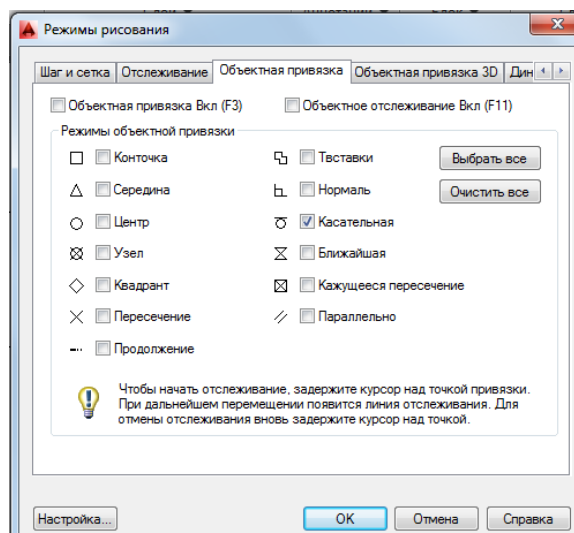 Режимы рисования
Шаг и сетка Отслеживание Объектная привязка Объектная привязка 3D Дин
Объектная привязка Вкл (F3) Объектное отслеживание Вкл (F11)
Режимы объектной привязки
Конточка Твставки Выбрать все
Середина Нормаль Очистить все
Центр Касательная
Узел Ближайшая
Квадрант Кажущееся пересечение
Пересечение Параллельно
Продолжение
Чтобы начать отслеживание, задержите курсор над точкой привязки.
При дальнейшем перемещении появится линия отслеживания. Для
отмены отслеживания вновь задержите курсор над точкой.
Настройка... OK Отмена Справка